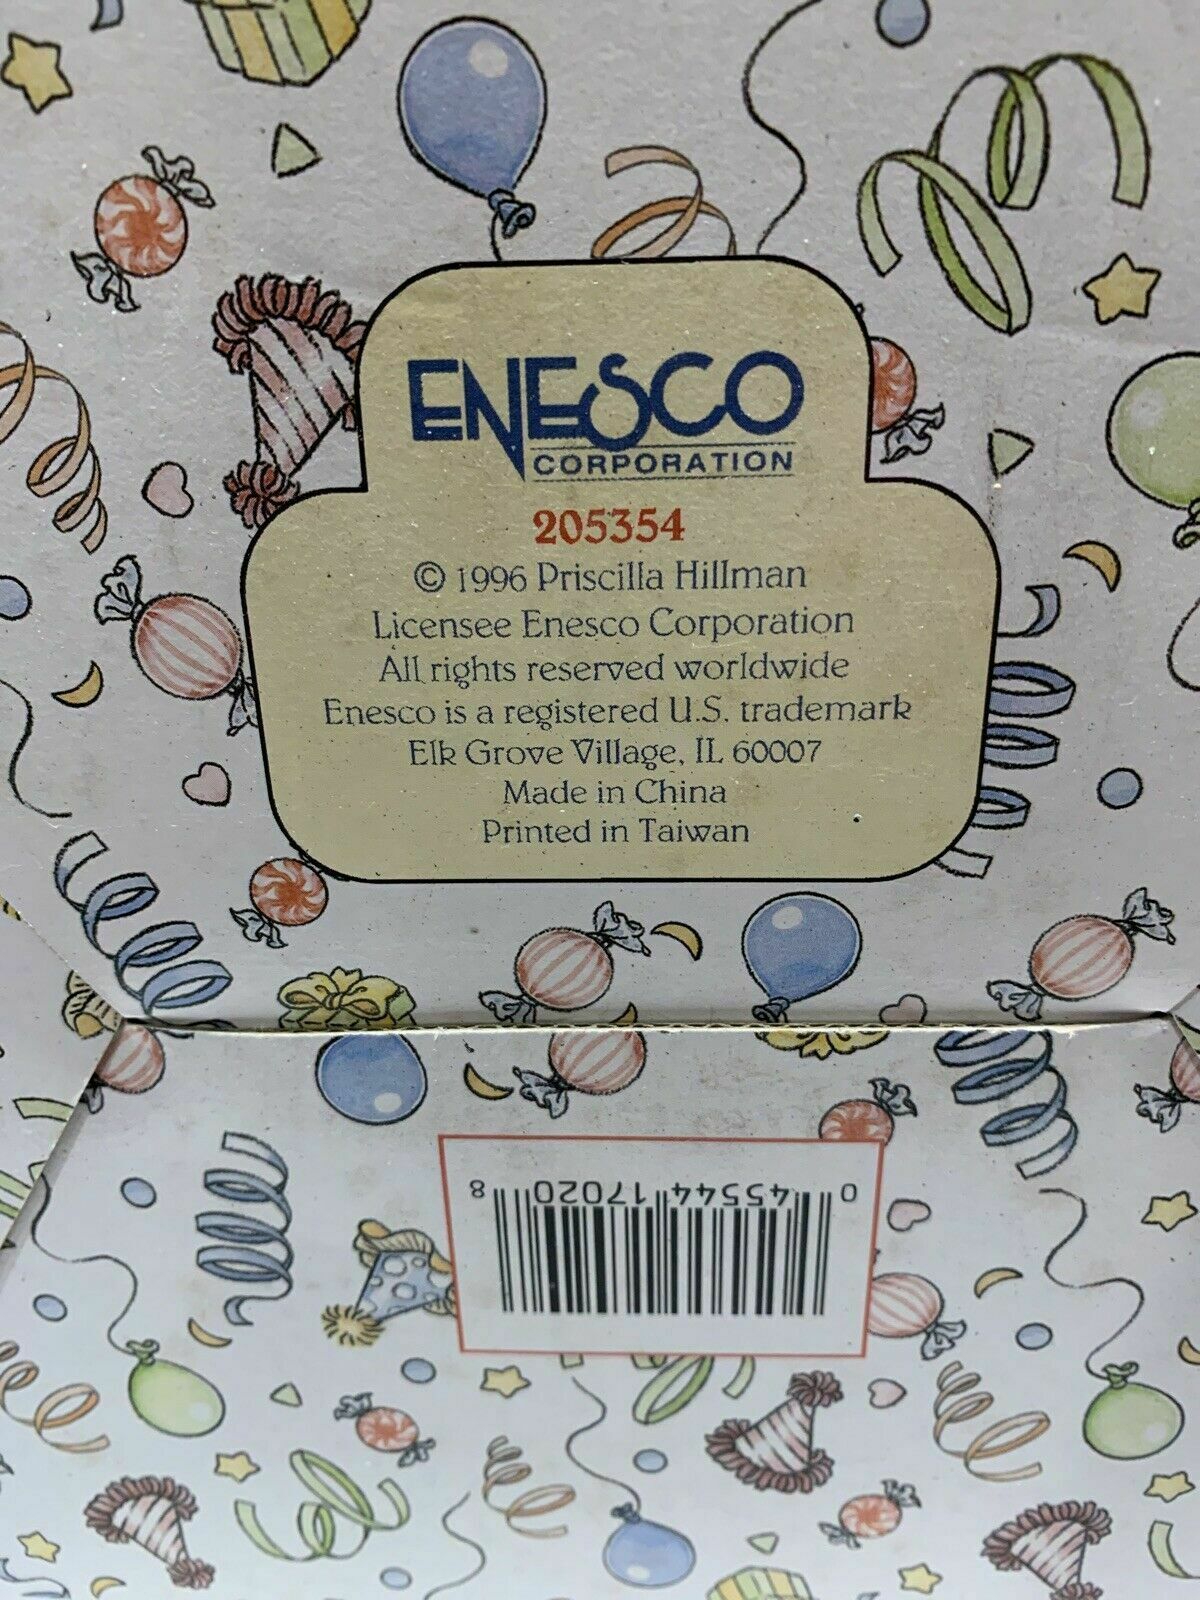 ENESCO
CORPORATION
205354
© 1996 Priscilla Hillman
Licensee Enesco Corporation
All rights reserved worldwide
Enesco is a registered U.S. trademark
Elk Grove Village, IL 60007
Made in China
Printed in Taiwan
0 45544 17020 8